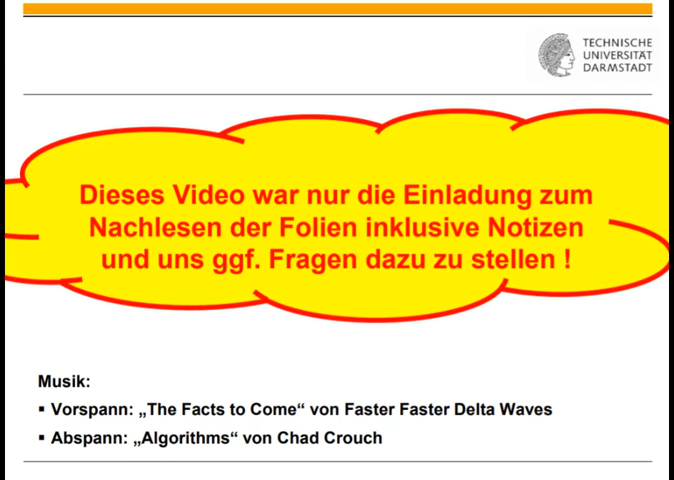 TECHNISCHE
UNIVERSITÄT
DARMSTADT
Dieses Video war nur die Einladung zum
Nachlesen der Folien inklusive Notizen
und uns ggf. Fragen dazu zu stellen !
Musik:
▪ Vorspann: „The Facts to Come“ von Faster Faster Delta Waves
▪ Abspann: „Algorithms“ von Chad Crouch